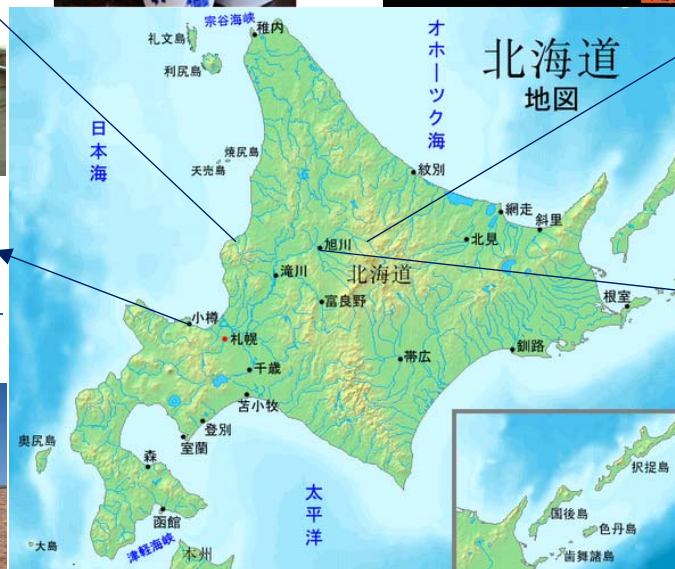 宗谷海峡
稚内
礼文島
利尻島
オホーツク海
北海道
地図
日本海
焼尻島
天売島
紋別
網走
斜里
旭川
北見
滝川
北海道
富良野
根室
小樽
札幌
帯広
釧路
千歳
苫小牧
登別
室蘭
奥尻島
森
太平洋
函館
大島
津軽海峡
本州
択捉島
国後島
色丹島
歯舞諸島